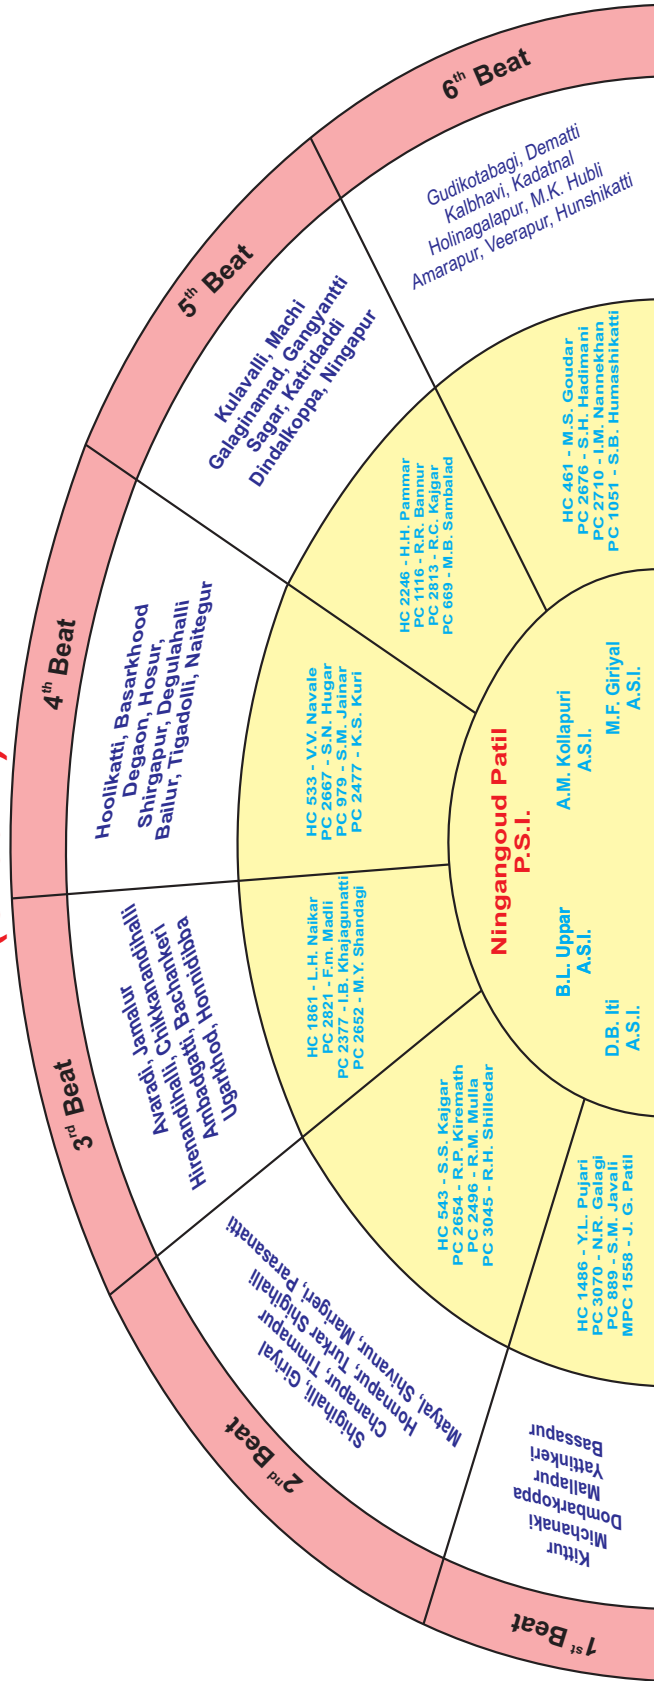 6th Beat
Gudikotabagi, Dematti
Kalbhavi, Kadatnal
Holinagalapur, M.K. Hubli
Amarapur, Veerapur, Hunshikatti
HC 461 - M.S. Goudar
PC 2676 - S.H. Hadimani
PC 2710 - I.M. Nannekhan
PC 1051 - S.B. Humashikatti
5th Beat
Kulavalli, Machi
Galaginamad, Gangyantti
Sagar, Katridaddi
Dindalkoppa, Ningapur
HC 2246 - H.H. Pammar
PC 1116 - R.R. Bannur
PC 2813 - R.C. Kajgar
PC 669 - M.B. Sambalad
4th Beat
Hoolikatti, Basarkhood
Degaon, Hosur,
Shirgapur, Degulahalli
Bailur, Tigadolli, Naitegur
HC 533 - V.V. Navale
PC 2667 - S.N. Hugar
PC 979 - S.M. Jainar
PC 2477 - K.S. Kuri
3rd Beat
Avaradi, Jamalur
Hirenandihalli, Chikkanandihalii
Ambadgatti, Bachankeri
Ugarkhod, Honnidibba
HC 1861 - L.H. Naikar
PC 2821 - F.m. Madli
PC 2377 - I.B. Khajagunatti
PC 2652 - M.Y. Shandagi
2nd Beat
Shigihalli, Giriyal
Chanapur, Timmapur
Honnapur, Turkar Shigihalli
Matyal, Shivanur, Marigeri, Parasanatti
HC 543 - S.S. Kajgar
PC 2654 - R.P. Kiremath
PC 2496 - R.M. Mulla
PC 3045 - R.H. Shilledar
1st Beat
Kittur
Michanaki
Dombarkoppa
Mallapur
Yattinkeri
Bassapur
HC 1486 - Y.L. Pujari
PC 3070 - N.R. Galagi
PC 889 - S.M. Javali
MPC 1558 - J. G. Patil
Ningangoud Patil
P.S.I.
B.L. Uppar
A.S.I.
A.M. Kollapuri
A.S.I.
D.B. Iti
A.S.I.
M.F. Giriyal
A.S.I.